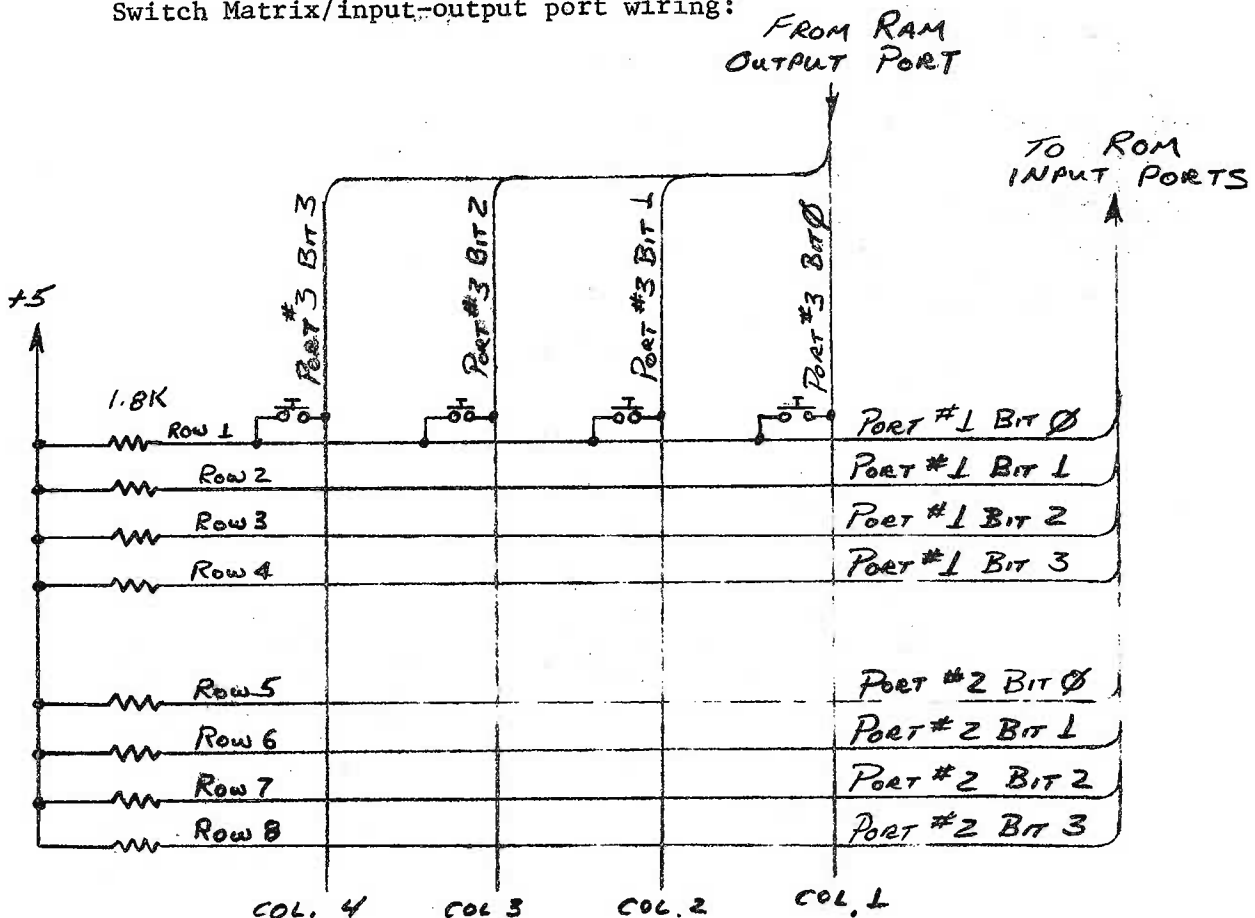 Switch Matrix/input-output port wiring:
FROM RAM
OUTPUT PORT
TO ROM
INPUT PORTS
PORT #3 BIT 3
PORT #3 BIT 2
PORT #3 BIT 1
PORT #3 BIT Ø
+5
1.8K
ROW 1
PORT #1 BIT Ø
ROW 2
PORT #1 BIT 1
ROW 3
PORT #1 BIT 2
ROW 4
PORT #1 BIT 3
ROW 5
PORT #2 BIT Ø
ROW 6
PORT #2 BIT 1
ROW 7
PORT #2 BIT 2
ROW 8
PORT #2 BIT 3
COL. 4
COL 3
COL. 2
COL. 1